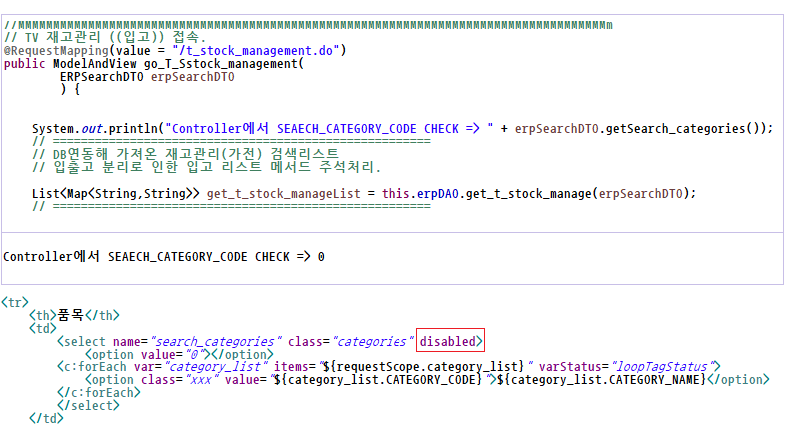 //MMMMMMMMMMMMMMMMMMMMMMMMMMMMMMMMMMMMMMMMMMMMMMMMMMMMMMMMMMMMMMMMMMMMMMMMMMMMMMMMMMMMm
// TV 재고관리 ((입고)) 접속.
@RequestMapping(value = "/t_stock_management.do")
public ModelAndView go_T_Sstock_management(
ERPSearchDTO erpSearchDTO
) {
System.out.println("Controller에서 SEAECH_CATEGORY_CODE CHECK => " + erpSearchDTO.getSearch_categories());
// ======================================================
// DB연동해 가져온 재고관리(가전) 검색리스트
// 입출고 분리로 인한 입고 리스트 메서드 주석처리.
List<Map<String,String>> get_t_stock_manageList = this.erpDAO.get_t_stock_manage(erpSearchDTO);
// ======================================================
Controller에서 SEAECH_CATEGORY_CODE CHECK => 0
<tr>
<th>품목</th>
<td>
<select name="search_categories" class="categories" disabled>
<option value="0"></option>
<c:forEach var="category_list" items="${requestScope.category_list}" varStatus="loopTagStatus">
<option class="xxx" value="${category_list.CATEGORY_CODE}">${category_list.CATEGORY_NAME}</option>
</c:forEach>
</select>
</td>